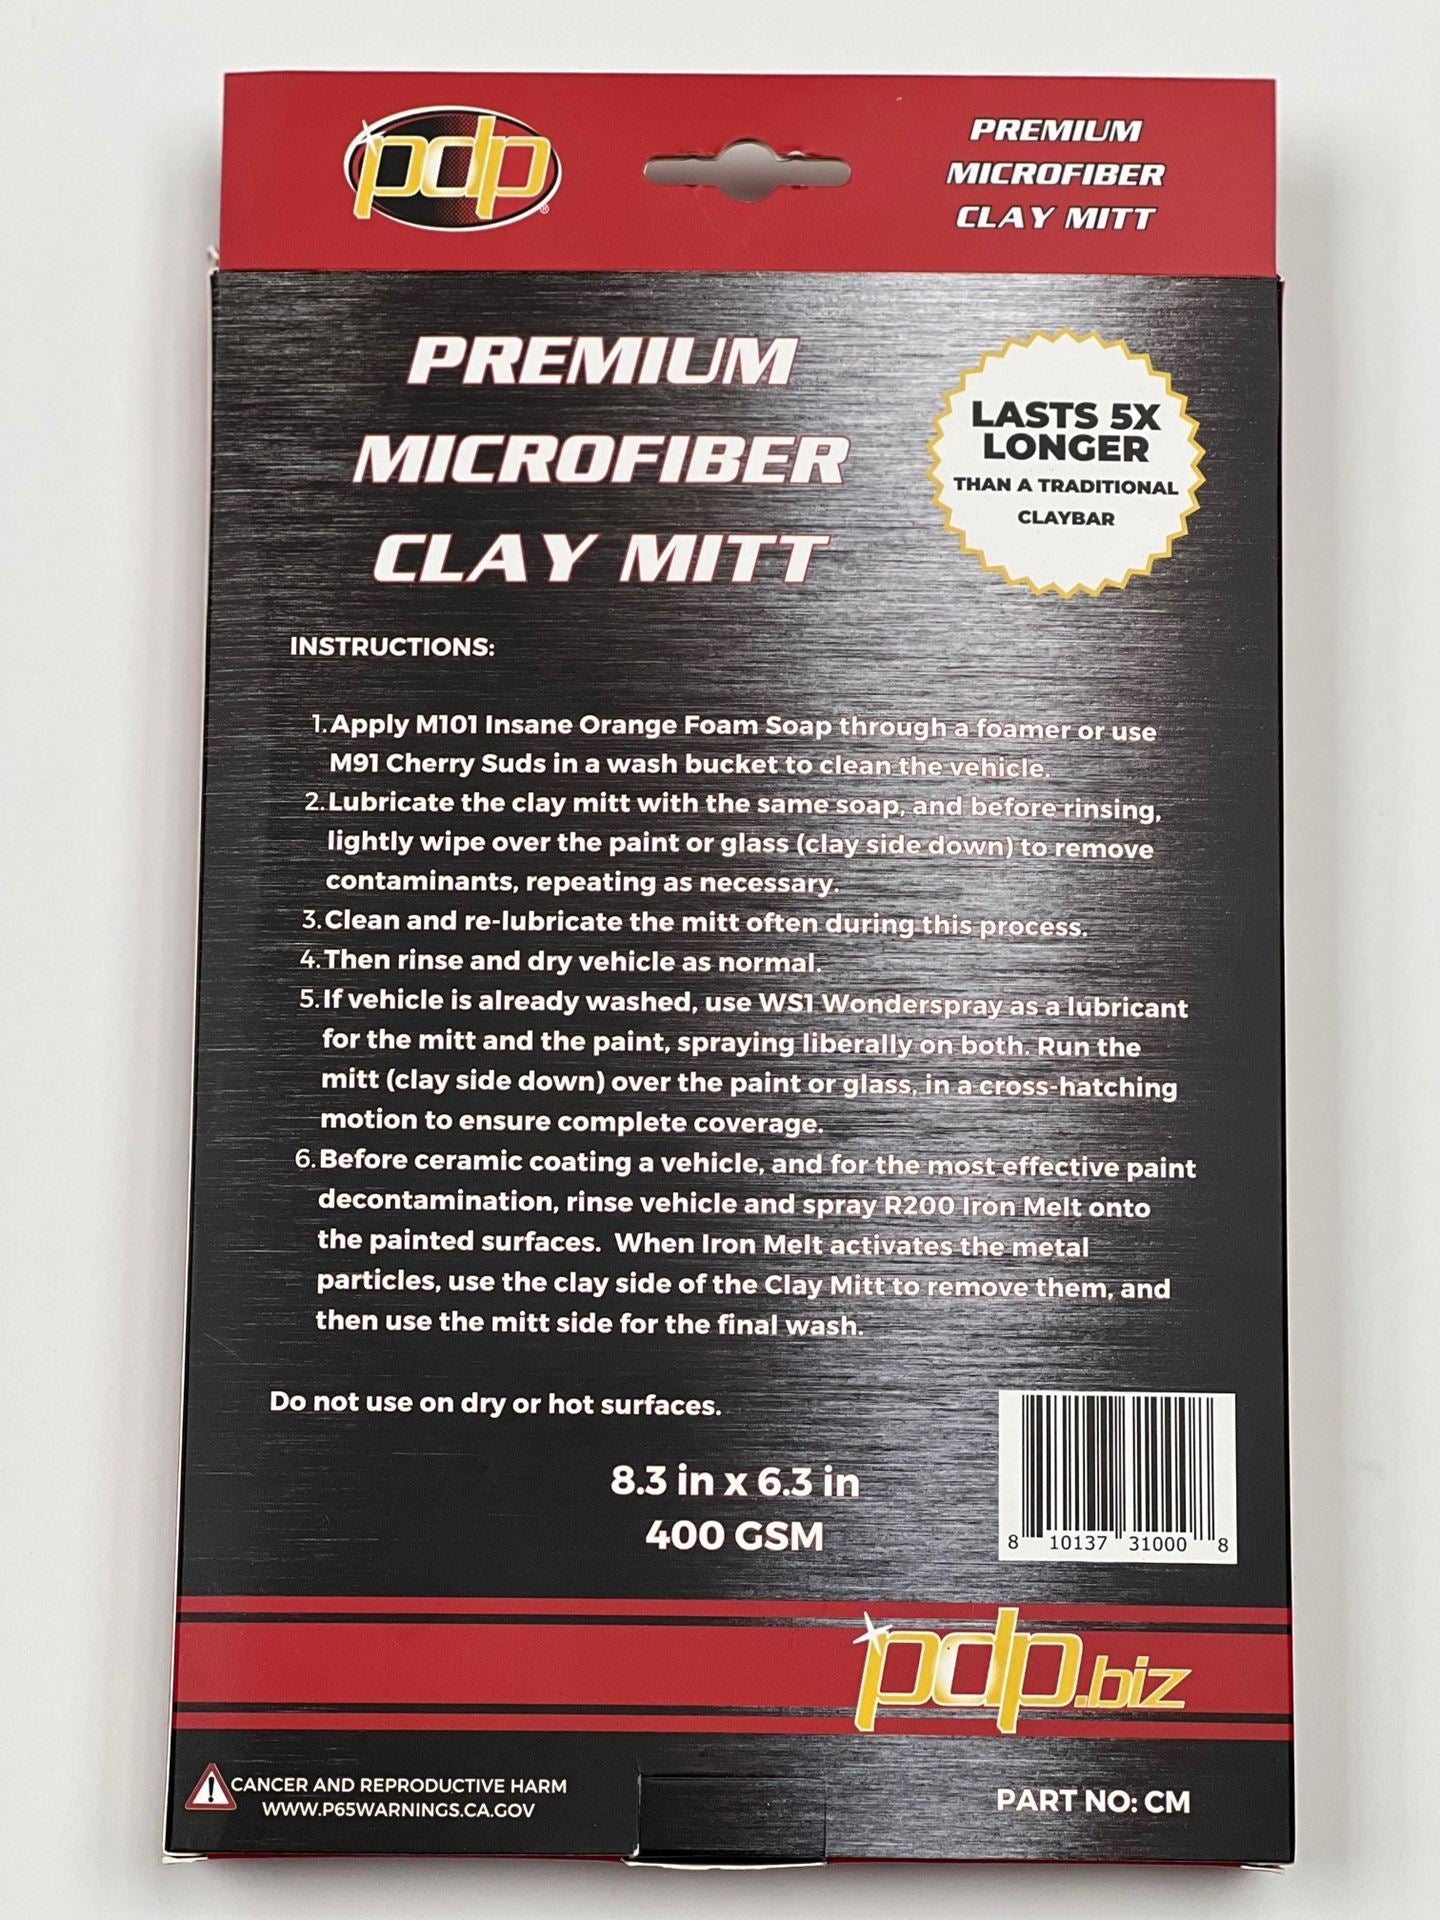 pdp®
PREMIUM
MICROFIBER
CLAY MITT
PREMIUM
MICROFIBER
CLAY MITT
LASTS 5X
LONGER
THAN A TRADITIONAL
CLAYBAR
INSTRUCTIONS:
1. Apply M101 Insane Orange Foam Soap through a foamer or use
M91 Cherry Suds in a wash bucket to clean the vehicle.
2. Lubricate the clay mitt with the same soap, and before rinsing,
lightly wipe over the paint or glass (clay side down) to remove
contaminants, repeating as necessary.
3. Clean and re-lubricate the mitt often during this process.
4. Then rinse and dry vehicle as normal.
5. If vehicle is already washed, use WS1 Wonderspray as a lubricant
for the mitt and the paint, spraying liberally on both. Run the
mitt (clay side down) over the paint or glass, in a cross-hatching
motion to ensure complete coverage.
6. Before ceramic coating a vehicle, and for the most effective paint
decontamination, rinse vehicle and spray R200 Iron Melt onto
the painted surfaces. When Iron Melt activates the metal
particles, use the clay side of the Clay Mitt to remove them, and
then use the mitt side for the final wash.
Do not use on dry or hot surfaces.
8.3 in x 6.3 in
400 GSM
8 10137 31000 8
pdp.biz
CANCER AND REPRODUCTIVE HARM
WWW.P65WARNINGS.CA.GOV
PART NO: CM